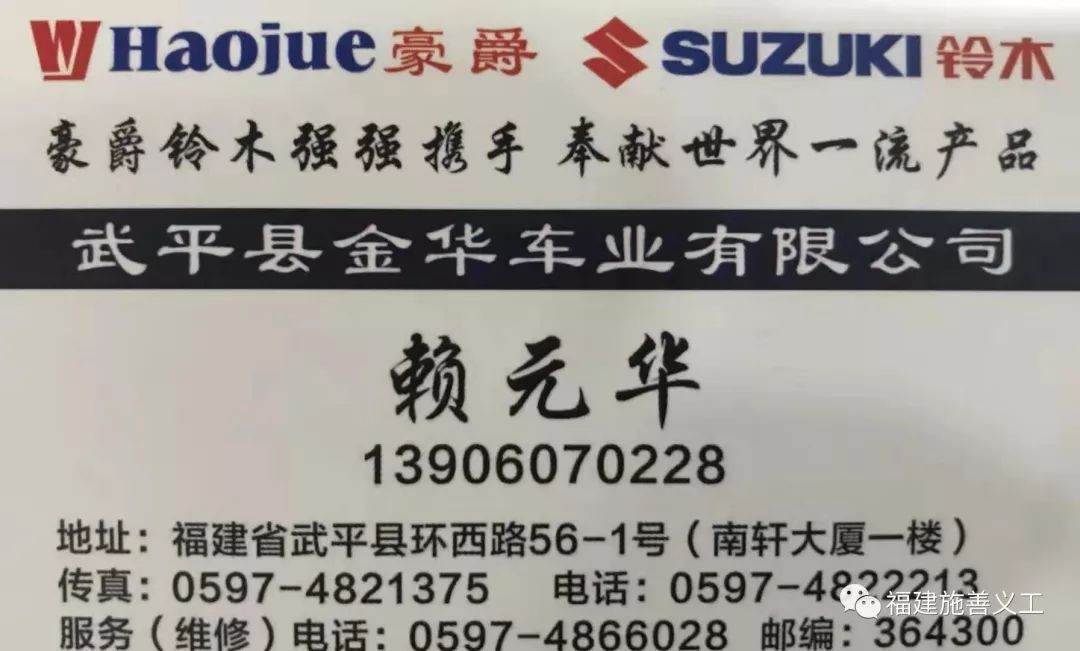 Haojue豪爵 SUZUKI铃木
豪爵铃木强强携手 奉献世界一流产品
武平县金华车业有限公司
赖元华
13906070228
地址：福建省武平县环西路56-1号（南轩大厦一楼）
传真：0597-4821375 电话：0597-4822213
福建施善义工
服务（维修）电话：0597-4866028 邮编：364300